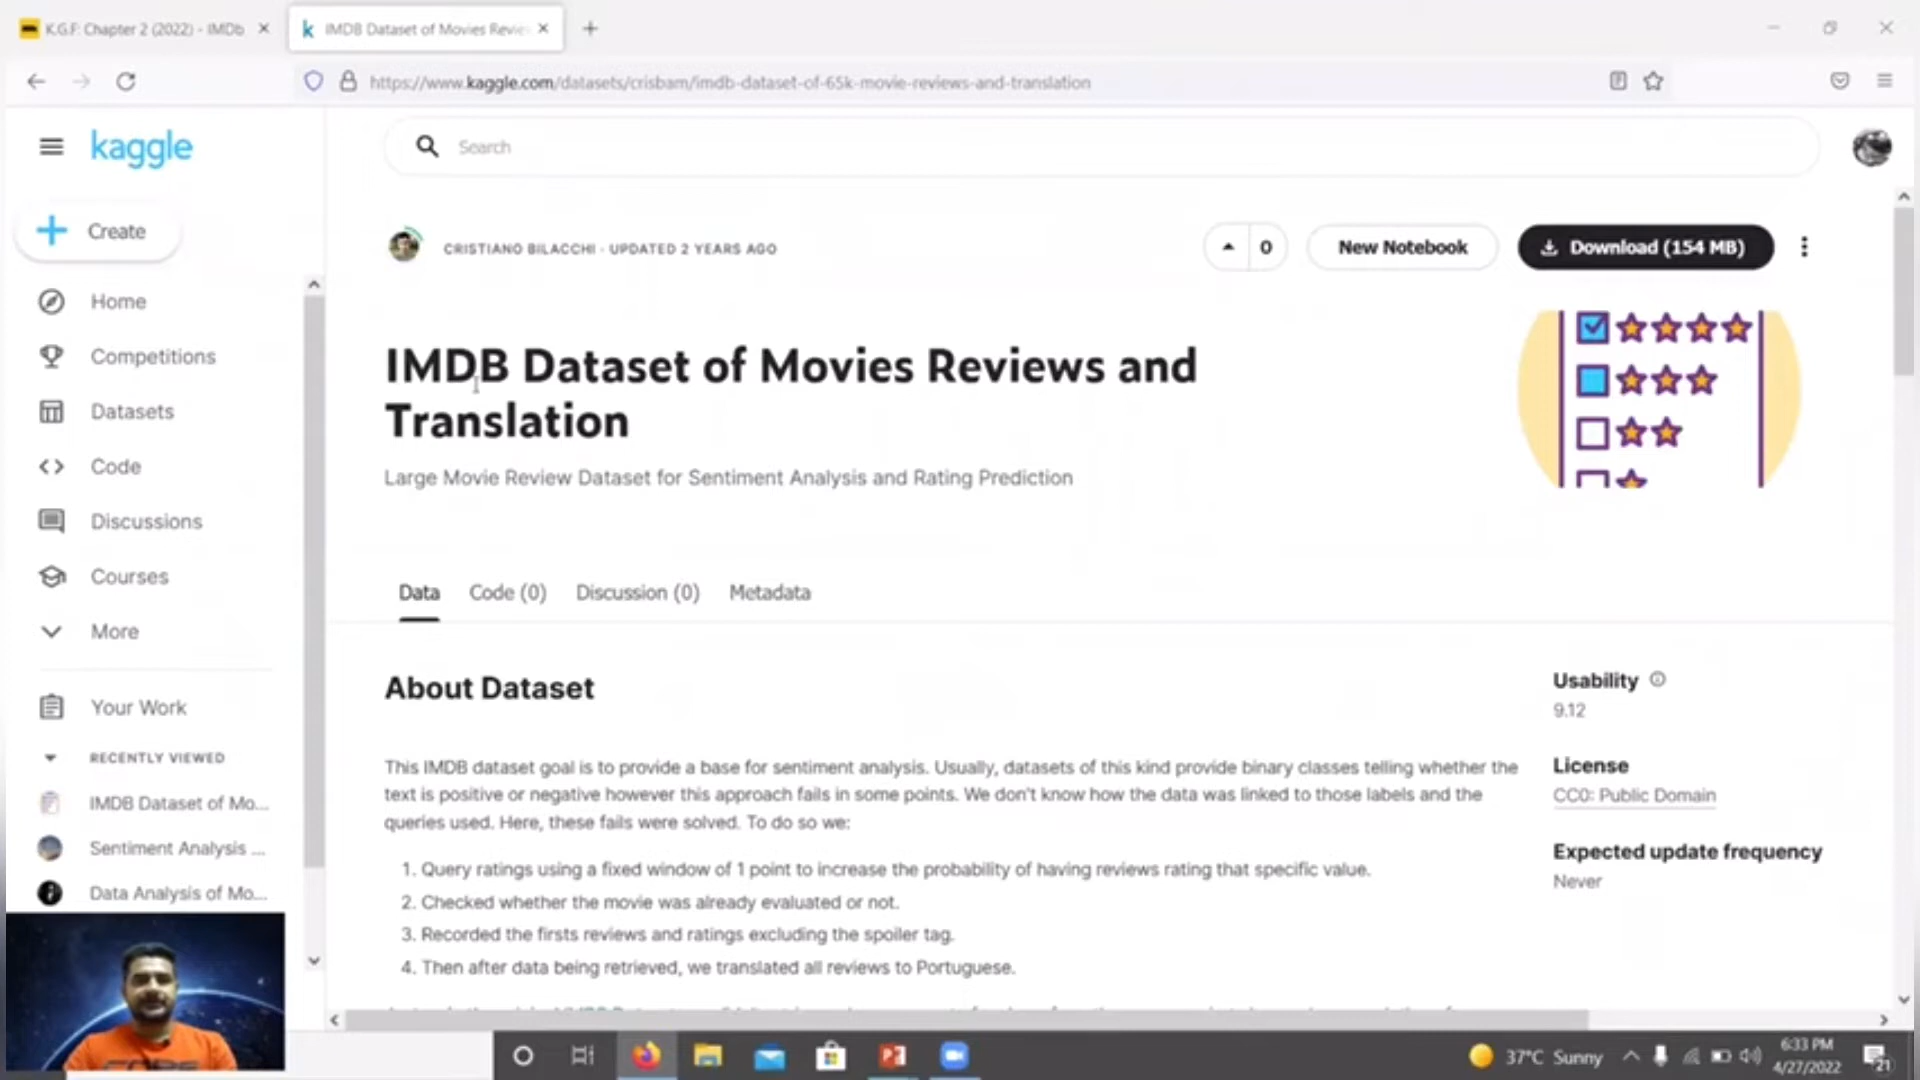 K.G.F: Chapter 2 (2022) - IMDb
IMDB Dataset of Movies Revie
https://www.kaggle.com/datasets/crisbam/imdb-dataset-of-65k-movie-reviews-and-translation
kaggle
Search
Create
CRISTIANO BILACCHI · UPDATED 2 YEARS AGO
0
New Notebook
Download (154 MB)
Home
Competitions
Datasets
Code
Discussions
Courses
More
Your Work
RECENTLY VIEWED
IMDB Dataset of Mo...
Sentiment Analysis ...
Data Analysis of Mo...
IMDB Dataset of Movies Reviews and
Translation
Large Movie Review Dataset for Sentiment Analysis and Rating Prediction
Data
Code (0)
Discussion (0)
Metadata
About Dataset
This IMDB dataset goal is to provide a base for sentiment analysis. Usually, datasets of this kind provide binary classes telling whether the
text is positive or negative however this approach fails in some points. We don't know how the data was linked to those labels and the
queries used. Here, these fails were solved. To do so we:
1. Query ratings using a fixed window of 1 point to increase the probability of having reviews rating that specific value.
2. Checked whether the movie was already evaluated or not.
3. Recorded the firsts reviews and ratings excluding the spoiler tag.
4. Then after data being retrieved, we translated all reviews to Portuguese.
Usability
9.12
License
CC0: Public Domain
Expected update frequency
Never
37°C Sunny
6:33 PM
4/27/2022
21